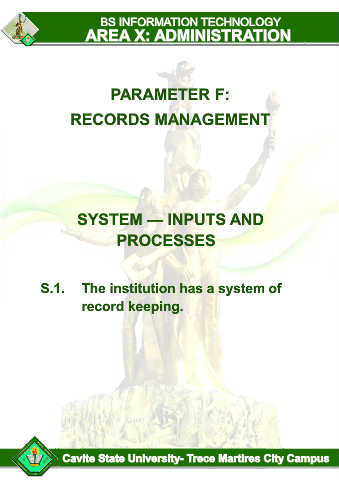 BS INFORMATION TECHNOLOGY
AREA X: ADMINISTRATION
PARAMETER F:
RECORDS MANAGEMENT
SYSTEM — INPUTS AND
PROCESSES
S.1. The institution has a system of
record keeping.
Cavite State University- Trece Martires City Campus